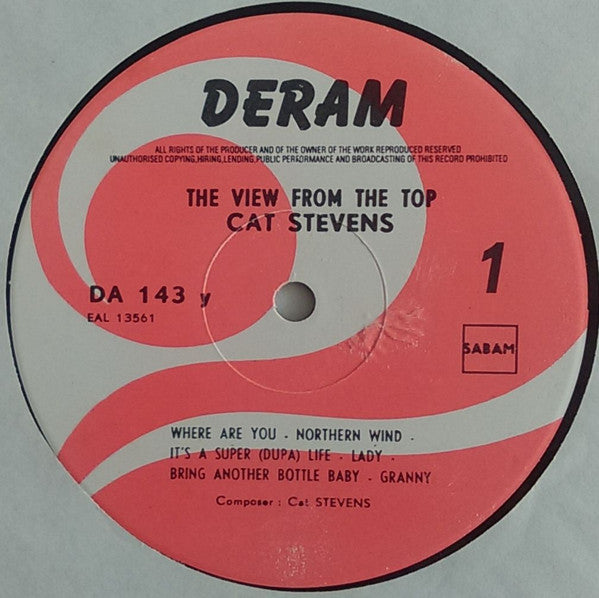 DERAM
ALL RIGHTS OF THE PRODUCER AND OF THE OWNER OF THE WORK REPRODUCED RESERVED
UNAUTHORISED COPYING,HIRING,LENDING,PUBLIC PERFORMANCE AND BROADCASTING OF THIS RECORD PROHIBITED
THE VIEW FROM THE TOP
CAT STEVENS
1
DA 143 y
EAL 13561
SABAM
WHERE ARE YOU - NORTHERN WIND -
IT'S A SUPER (DUPA) LIFE - LADY -
BRING ANOTHER BOTTLE BABY - GRANNY
Composer : Cat STEVENS